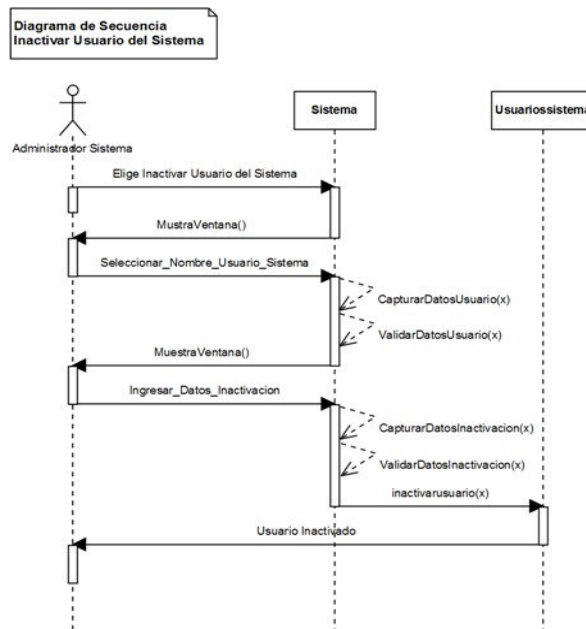 Diagrama de Secuencia
Inactivar Usuario del Sistema
Sistema
Usuariossistema
Administrador Sistema
Elige Inactivar Usuario del Sistema
MustraVentana()
Seleccionar_Nombre_Usuario_Sistema
CapturarDatosUsuario(x)
ValidarDatosUsuario(x)
MuestraVentana()
Ingresar_Datos_Inactivacion
CapturarDatosInactivacion(x)
ValidarDatosInactivacion(x)
inactivarusuario(x)
Usuario Inactivado